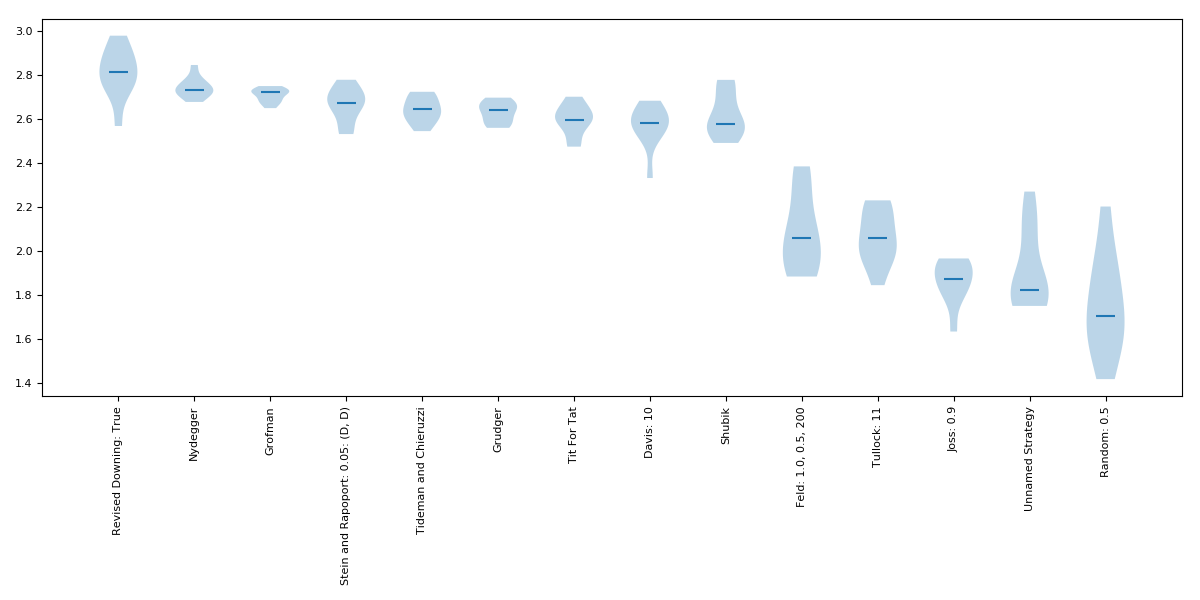 3.0
2.8
2.6
2.4
2.2
2.0
1.8
1.6
1.4
Revised Downing: True
Nydegger
Grofman
Stein and Rapoport: 0.05: (D, D)
Tideman and Chieruzzi
Grudger
Tit For Tat
Davis: 10
Shubik
Feld: 1.0, 0.5, 200
Tullock: 11
Joss: 0.9
Unnamed Strategy
Random: 0.5